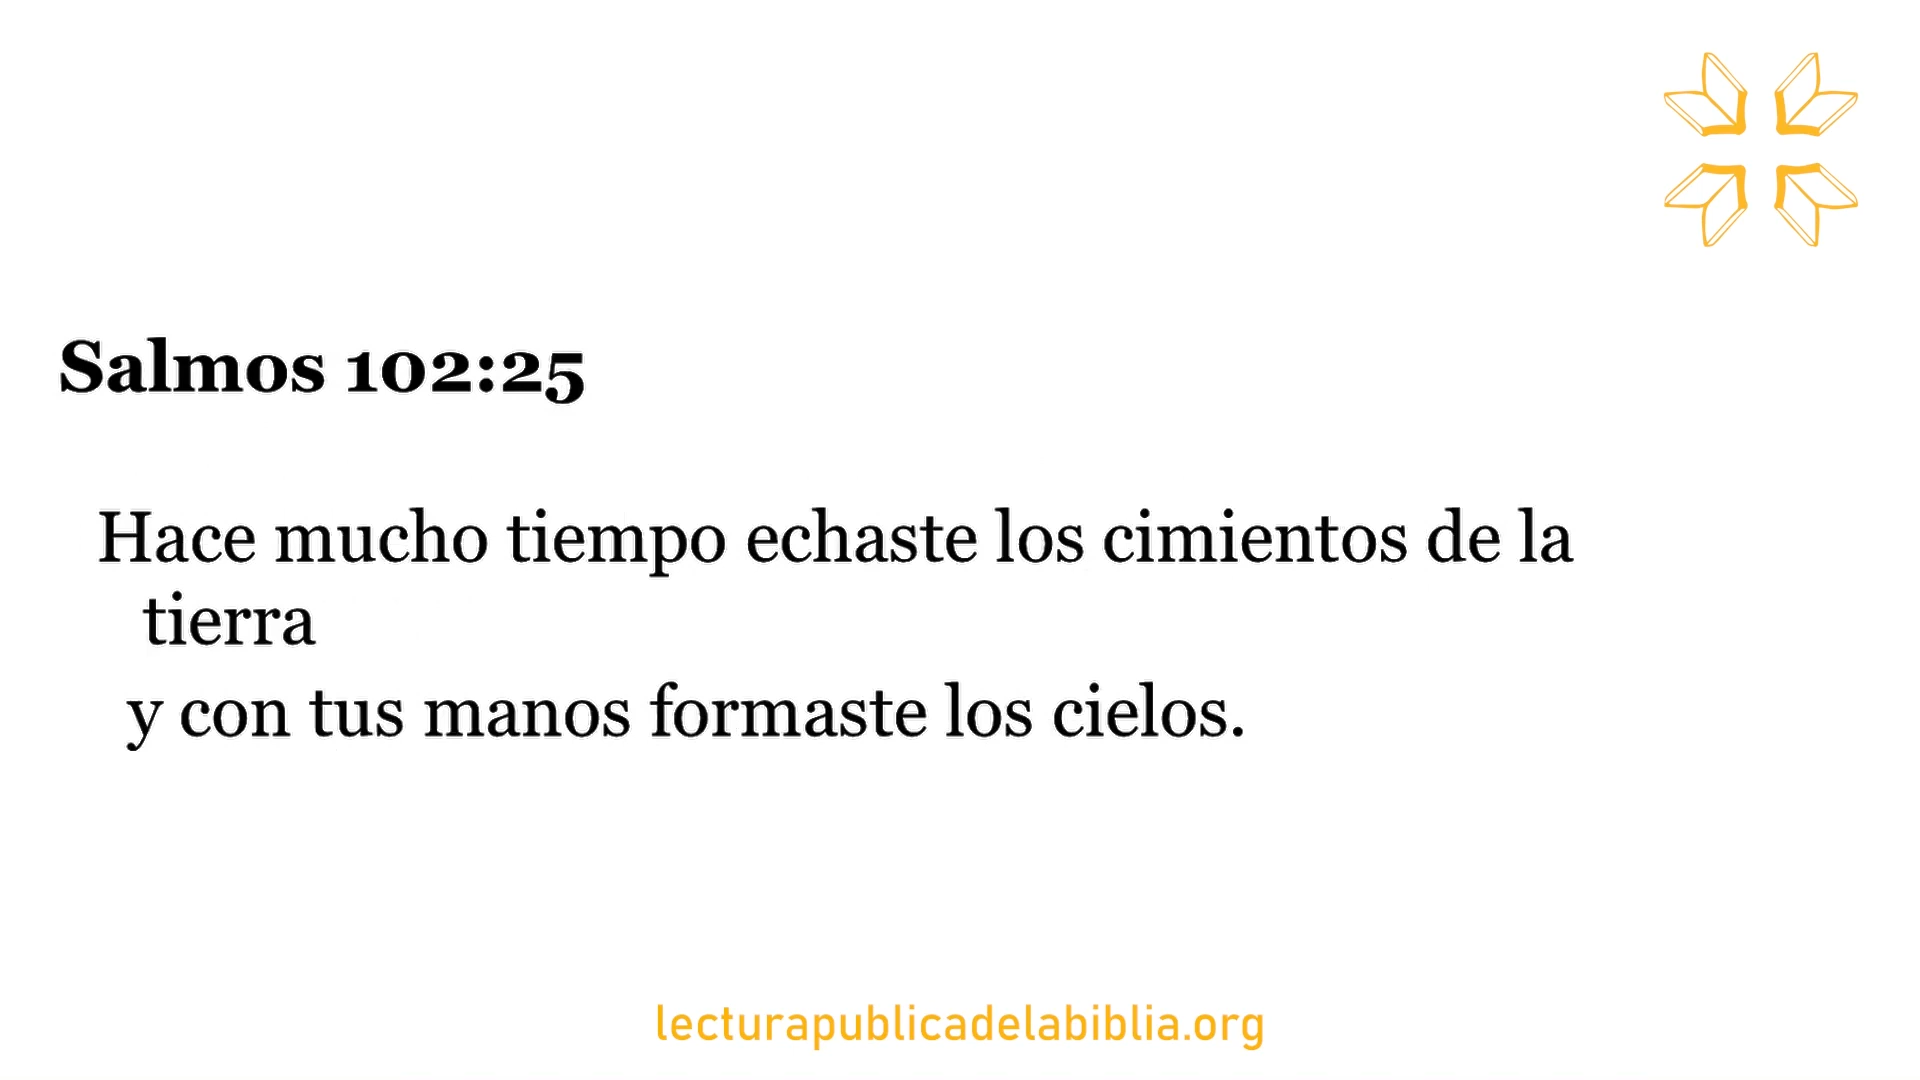 Salmos 102:25
Hace mucho tiempo echaste los cimientos de la
tierra
y con tus manos formaste los cielos.
lecturapublicadelabiblia.org